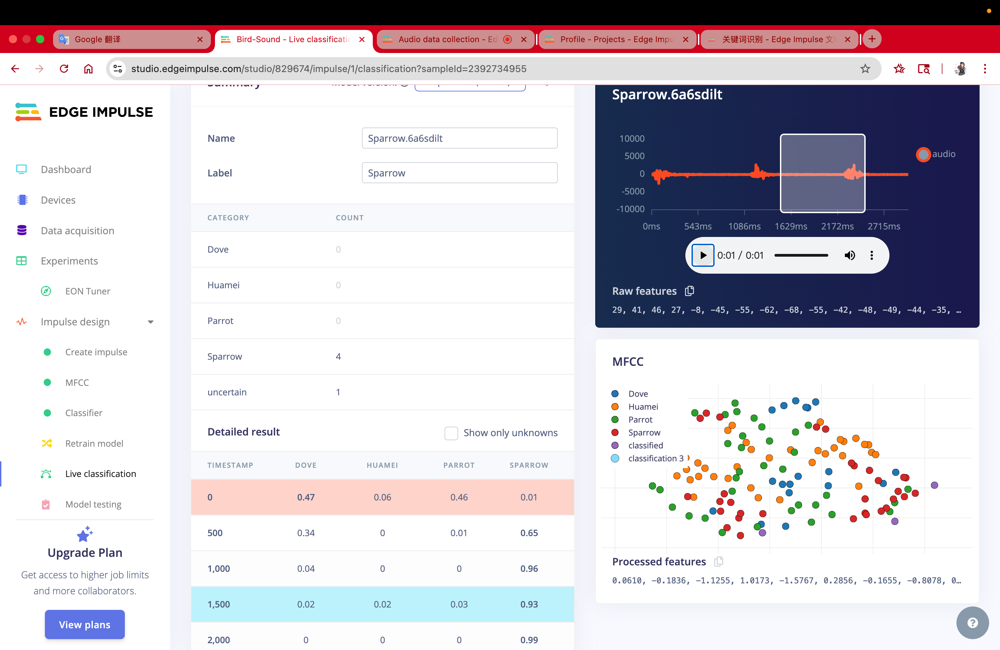 Google 翻译
Bird-Sound - Live classificatio
Audio data collection - Ed
Profile - Projects - Edge Impu
关键词识别 - Edge Impulse 文
studio.edgeimpulse.com/studio/829674/impulse/1/classification?sampleId=2392734955
EDGE IMPULSE
Dashboard
Devices
Data acquisition
Experiments
EON Tuner
Impulse design
Create impulse
MFCC
Classifier
Retrain model
Live classification
Model testing
Upgrade Plan
Get access to higher job limits
and more collaborators.
View plans
Summary
Name Sparrow.6a6sdilt
Label Sparrow
CATEGORY COUNT
Dove 0
Huamei 0
Parrot 0
Sparrow 4
uncertain 1
Detailed result Show only unknowns
TIMESTAMP DOVE HUAMEI PARROT SPARROW
0 0.47 0.06 0.46 0.01
500 0.34 0 0.01 0.65
1,000 0.04 0 0 0.96
1,500 0.02 0.02 0.03 0.93
2,000 0 0 0 0.99
Sparrow.6a6sdilt
10000
5000
0
-5000
-10000
audio
0ms 543ms 1086ms 1629ms 2172ms 2715ms
0:01 / 0:01
Raw features
29, 41, 46, 27, -8, -45, -55, -62, -68, -55, -42, -48, -49, -44, -35, …
MFCC
Dove
Huamei
Parrot
Sparrow
classified
classification 3
Processed features
0.0610, -0.1836, -1.1255, 1.0173, -1.5767, 0.2856, -0.1655, -0.8078, 0…
?